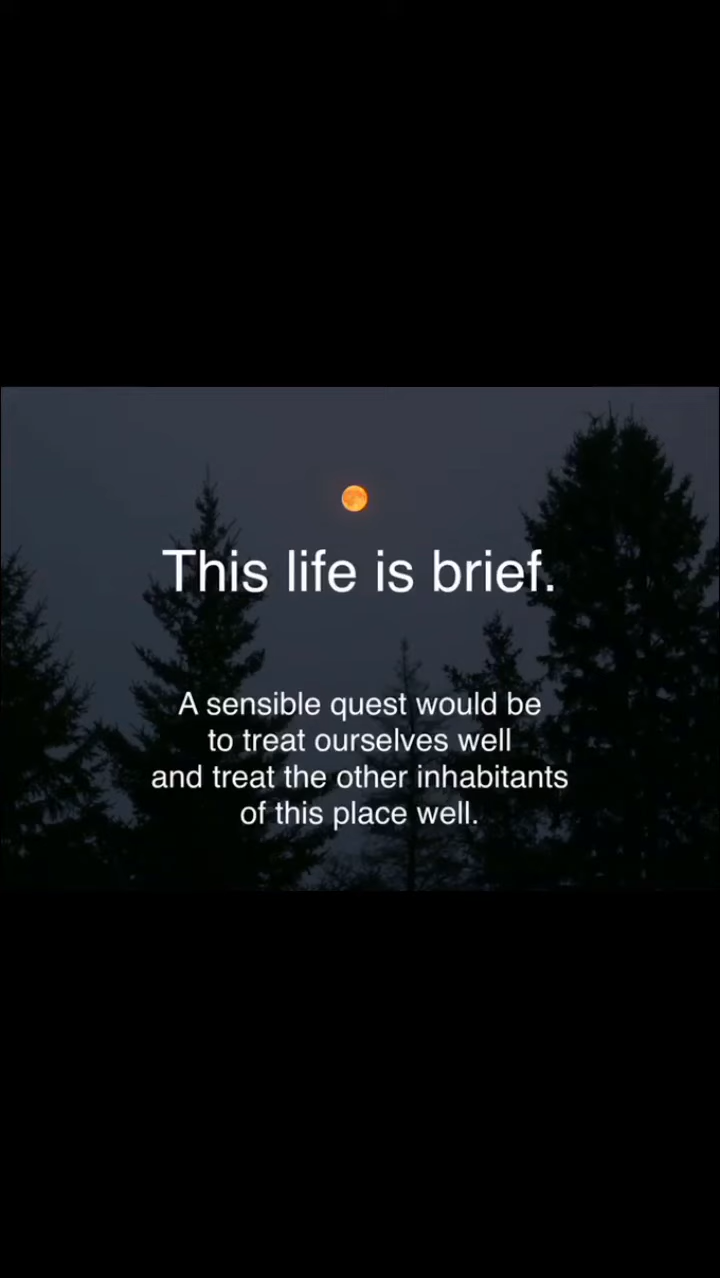 This life is brief.
A sensible quest would be
to treat ourselves well
and treat the other inhabitants
of this place well.